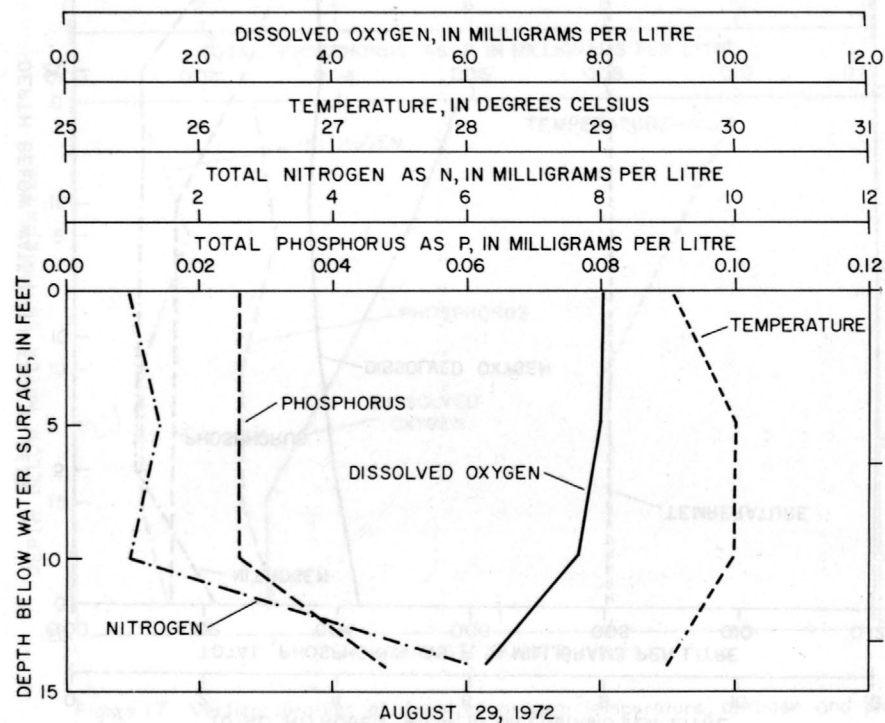 DISSOLVED OXYGEN, IN MILLIGRAMS PER LITRE
0.0 2.0 4.0 6.0 8.0 10.0 12.0
TEMPERATURE, IN DEGREES CELSIUS
25 26 27 28 29 30 31
TOTAL NITROGEN AS N, IN MILLIGRAMS PER LITRE
0 2 4 6 8 10 12
TOTAL PHOSPHORUS AS P, IN MILLIGRAMS PER LITRE
0.00 0.02 0.04 0.06 0.08 0.10 0.12
DEPTH BELOW WATER SURFACE, IN FEET
0
5
10
15
TEMPERATURE
PHOSPHORUS
DISSOLVED OXYGEN
NITROGEN
AUGUST 29, 1972